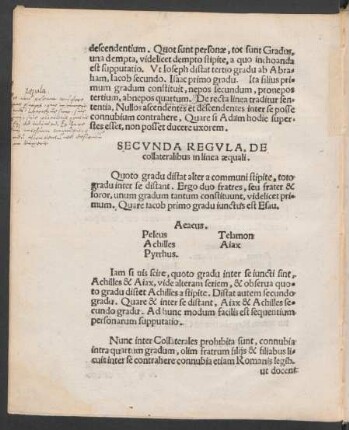 Regula
descendentium. Quot sunt personæ, tot sunt Gradus,
una dempta, videlicet dempto stipite, a quo inchoanda
est supputatio. Vt Ioseph distat tertio gradu ab Abra
ham, Iacob secundo. Isaac primo gradu. Ita filius pri-
mum gradum constituit, nepos secundum, pronepos
tertium, abnepos quartum. De recta linea traditur sen-
tentia, Nullos ascendentes et descendentes inter se posse
connubium contrahere, Quare si Adam hodie super
stes esset, non posset ducere uxorem.
SECVNDA REGVLA, DE
collateralibus in linea æquali.
Quoto gradu distat alter a communi stipite, toto
gradu inter se distant. Ergo duo fratres, seu frater &
soror, unum gradum tantum constituunt, videlicet pri-
mum. Quare Iacob primo gradu iunctus est Esau.
Aeacus.
Peleus Telamon
Achilles Aiax
Pyrrhus.
Iam si uis scire, quoto gradu inter se iuncti sint,
Achilles & Aiax, vide alteram seriem, & obserua quo-
to gradu distet Achilles a stipite. Distat autem secundo
gradu. Quare & inter se distant, Aiax & Achilles se
cundo gradu. Ad hunc modum facilis est sequentium
personarum supputatio.
Nunc inter Collaterales prohibita sunt, connubia
intra quartum gradum, olim fratrum filijs & filiabus li
cuit inter se contrahere connubia etiam Romanis legib.
ut docent